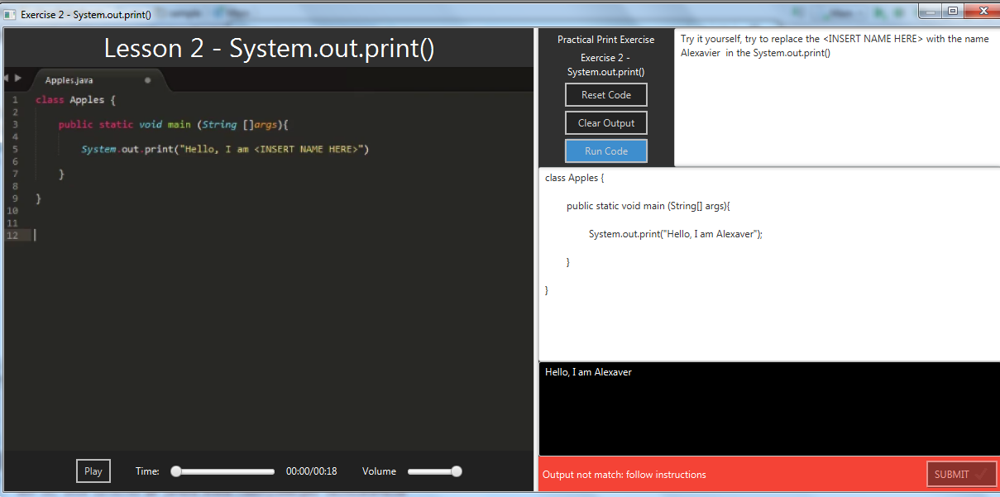 Exercise 2 - System.out.print()
Lesson 2 - System.out.print()
Apples.java
1 class Apples {
2
3 public static void main (String []args){
4
5 System.out.print("Hello, I am <INSERT NAME HERE>")
6
7 }
8
9 }
10
11
12
Play
Time:
00:00/00:18
Volume
Practical Print Exercise
Exercise 2 -
System.out.print()
Reset Code
Clear Output
Run Code
Try it yourself, try to replace the <INSERT NAME HERE> with the name
Alexavier  in the System.out.print()
class Apples {
public static void main (String[] args){
System.out.print("Hello, I am Alexaver");
}
}
Hello, I am Alexaver
Output not match: follow instructions
SUBMIT